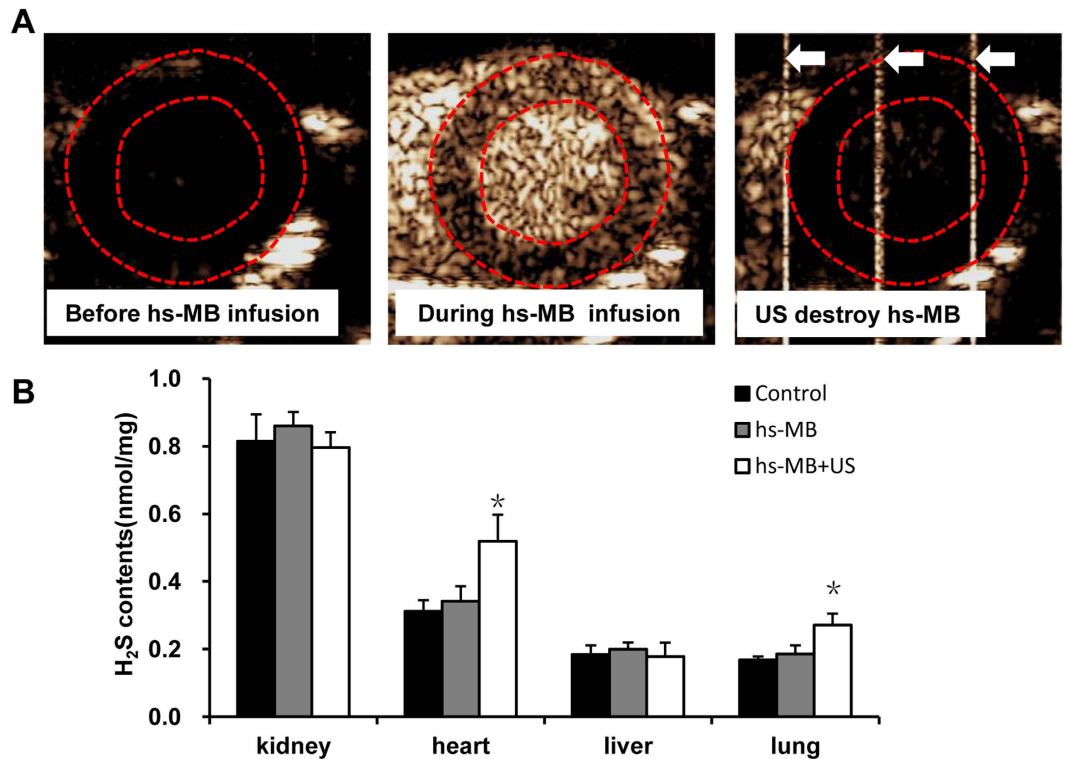 A
Before hs-MB infusion
During hs-MB infusion
US destroy hs-MB
B
H₂S contents(nmol/mg)
1.0
0.8
0.6
0.4
0.2
0.0
Control
hs-MB
hs-MB+US
*
*
kidney
heart
liver
lung